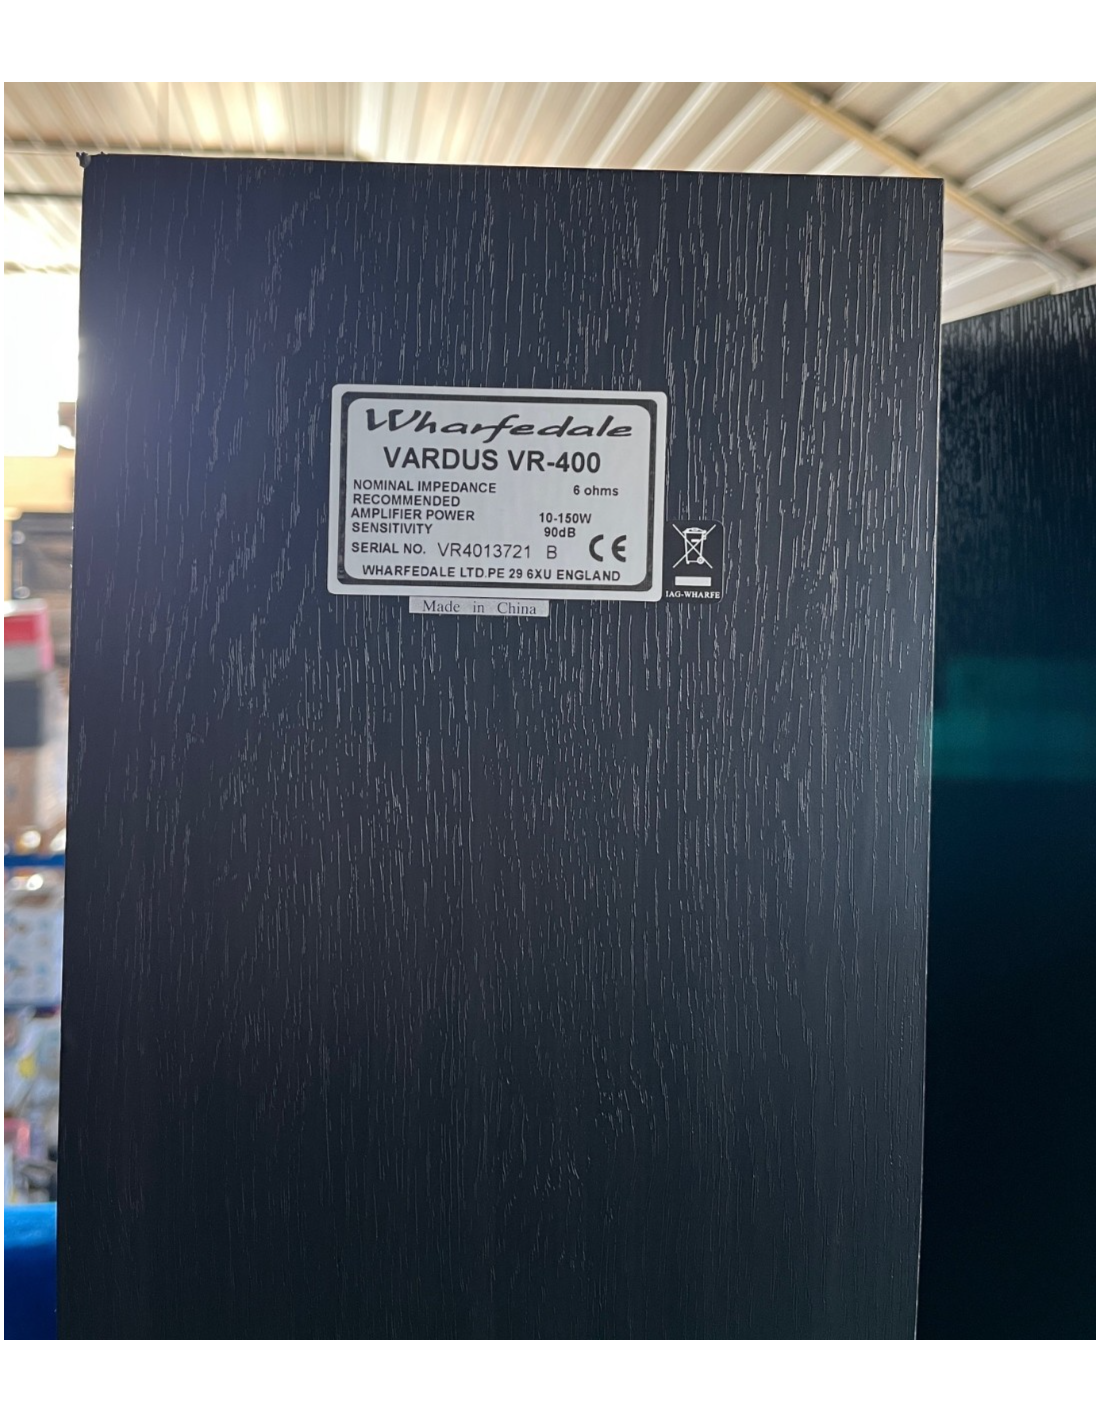 Wharfedale
VARDUS VR-400
NOMINAL IMPEDANCE 6 ohms
RECOMMENDED
AMPLIFIER POWER 10-150W
SENSITIVITY 90dB
SERIAL NO. VR4013721 B CE
WHARFEDALE LTD.PE 29 6XU ENGLAND
IAG-WHARFE
Made in China